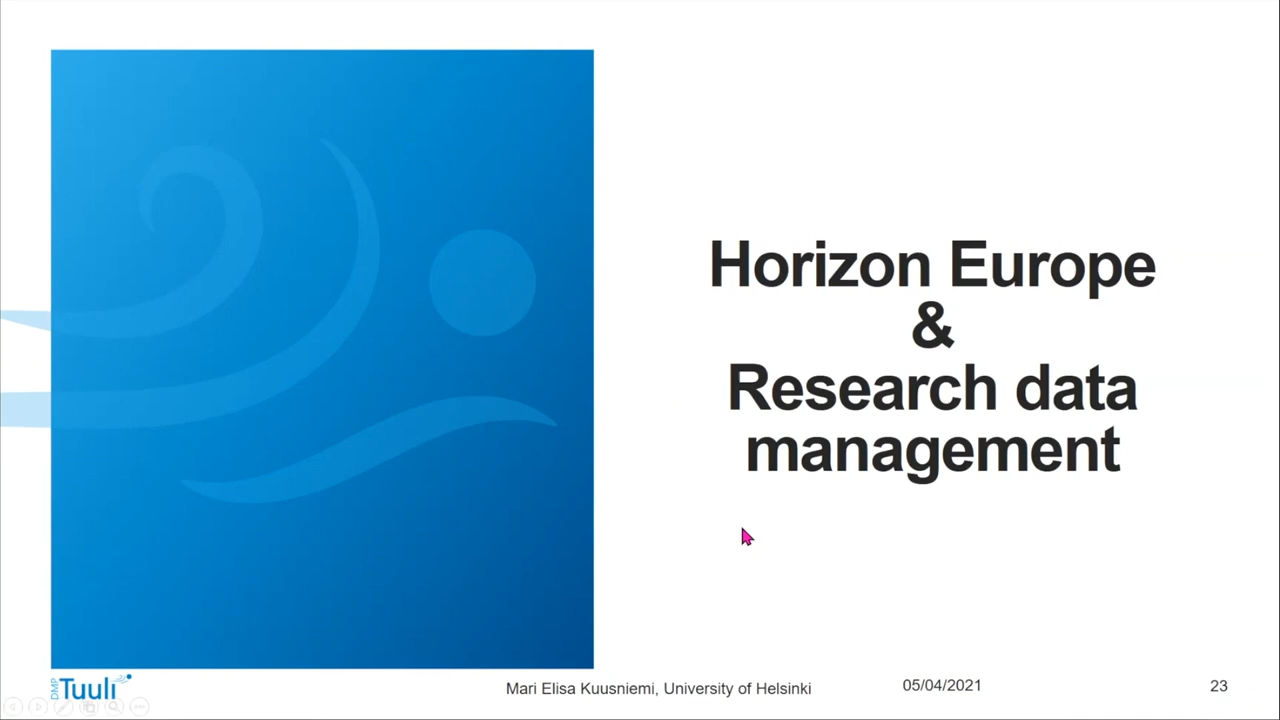 Horizon Europe
&
Research data
management
DMP Tuuli
Mari Elisa Kuusniemi, University of Helsinki
05/04/2021
23